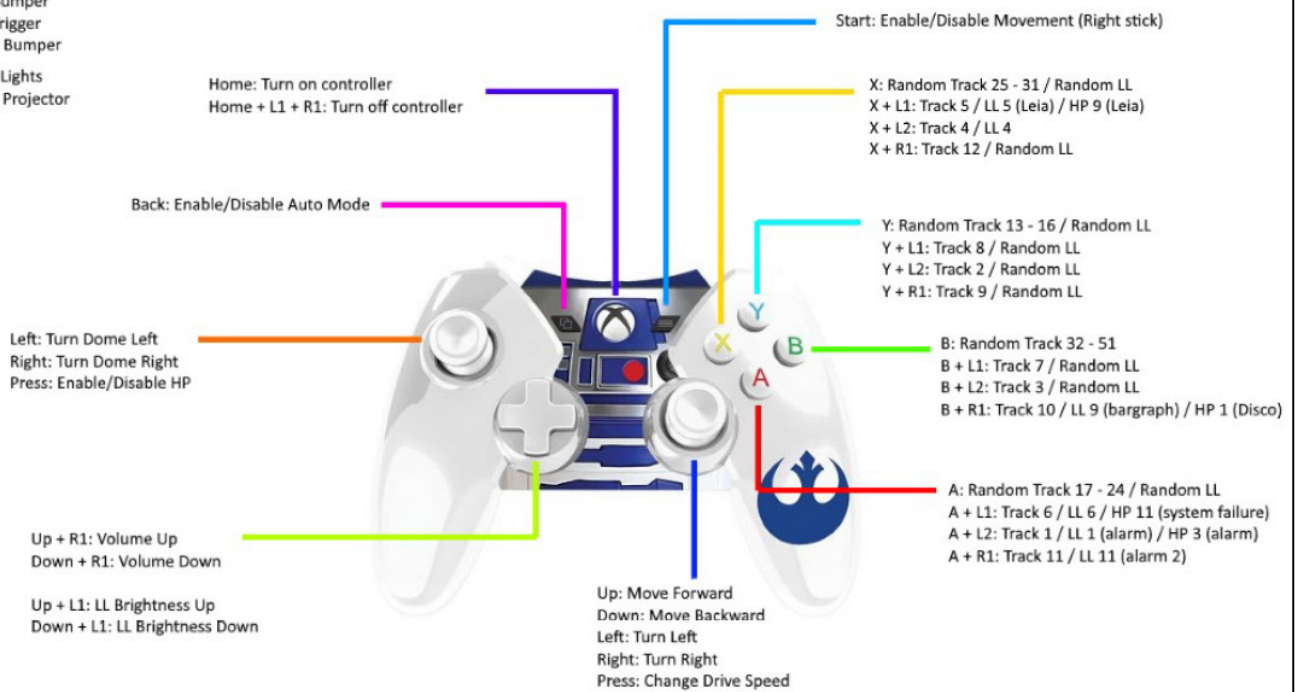 umper
rigger
Bumper
Lights
Projector
Start: Enable/Disable Movement (Right stick)
Home: Turn on controller
Home + L1 + R1: Turn off controller
X: Random Track 25 - 31 / Random LL
X + L1: Track 5 / LL 5 (Leia) / HP 9 (Leia)
X + L2: Track 4 / LL 4
X + R1: Track 12 / Random LL
Back: Enable/Disable Auto Mode
Y: Random Track 13 - 16 / Random LL
Y + L1: Track 8 / Random LL
Y + L2: Track 2 / Random LL
Y + R1: Track 9 / Random LL
Left: Turn Dome Left
Right: Turn Dome Right
Press: Enable/Disable HP
Y
X
B
A
B: Random Track 32 - 51
B + L1: Track 7 / Random LL
B + L2: Track 3 / Random LL
B + R1: Track 10 / LL 9 (bargraph) / HP 1 (Disco)
A: Random Track 17 - 24 / Random LL
A + L1: Track 6 / LL 6 / HP 11 (system failure)
A + L2: Track 1 / LL 1 (alarm) / HP 3 (alarm)
A + R1: Track 11 / LL 11 (alarm 2)
Up + R1: Volume Up
Down + R1: Volume Down
Up + L1: LL Brightness Up
Down + L1: LL Brightness Down
Up: Move Forward
Down: Move Backward
Left: Turn Left
Right: Turn Right
Press: Change Drive Speed